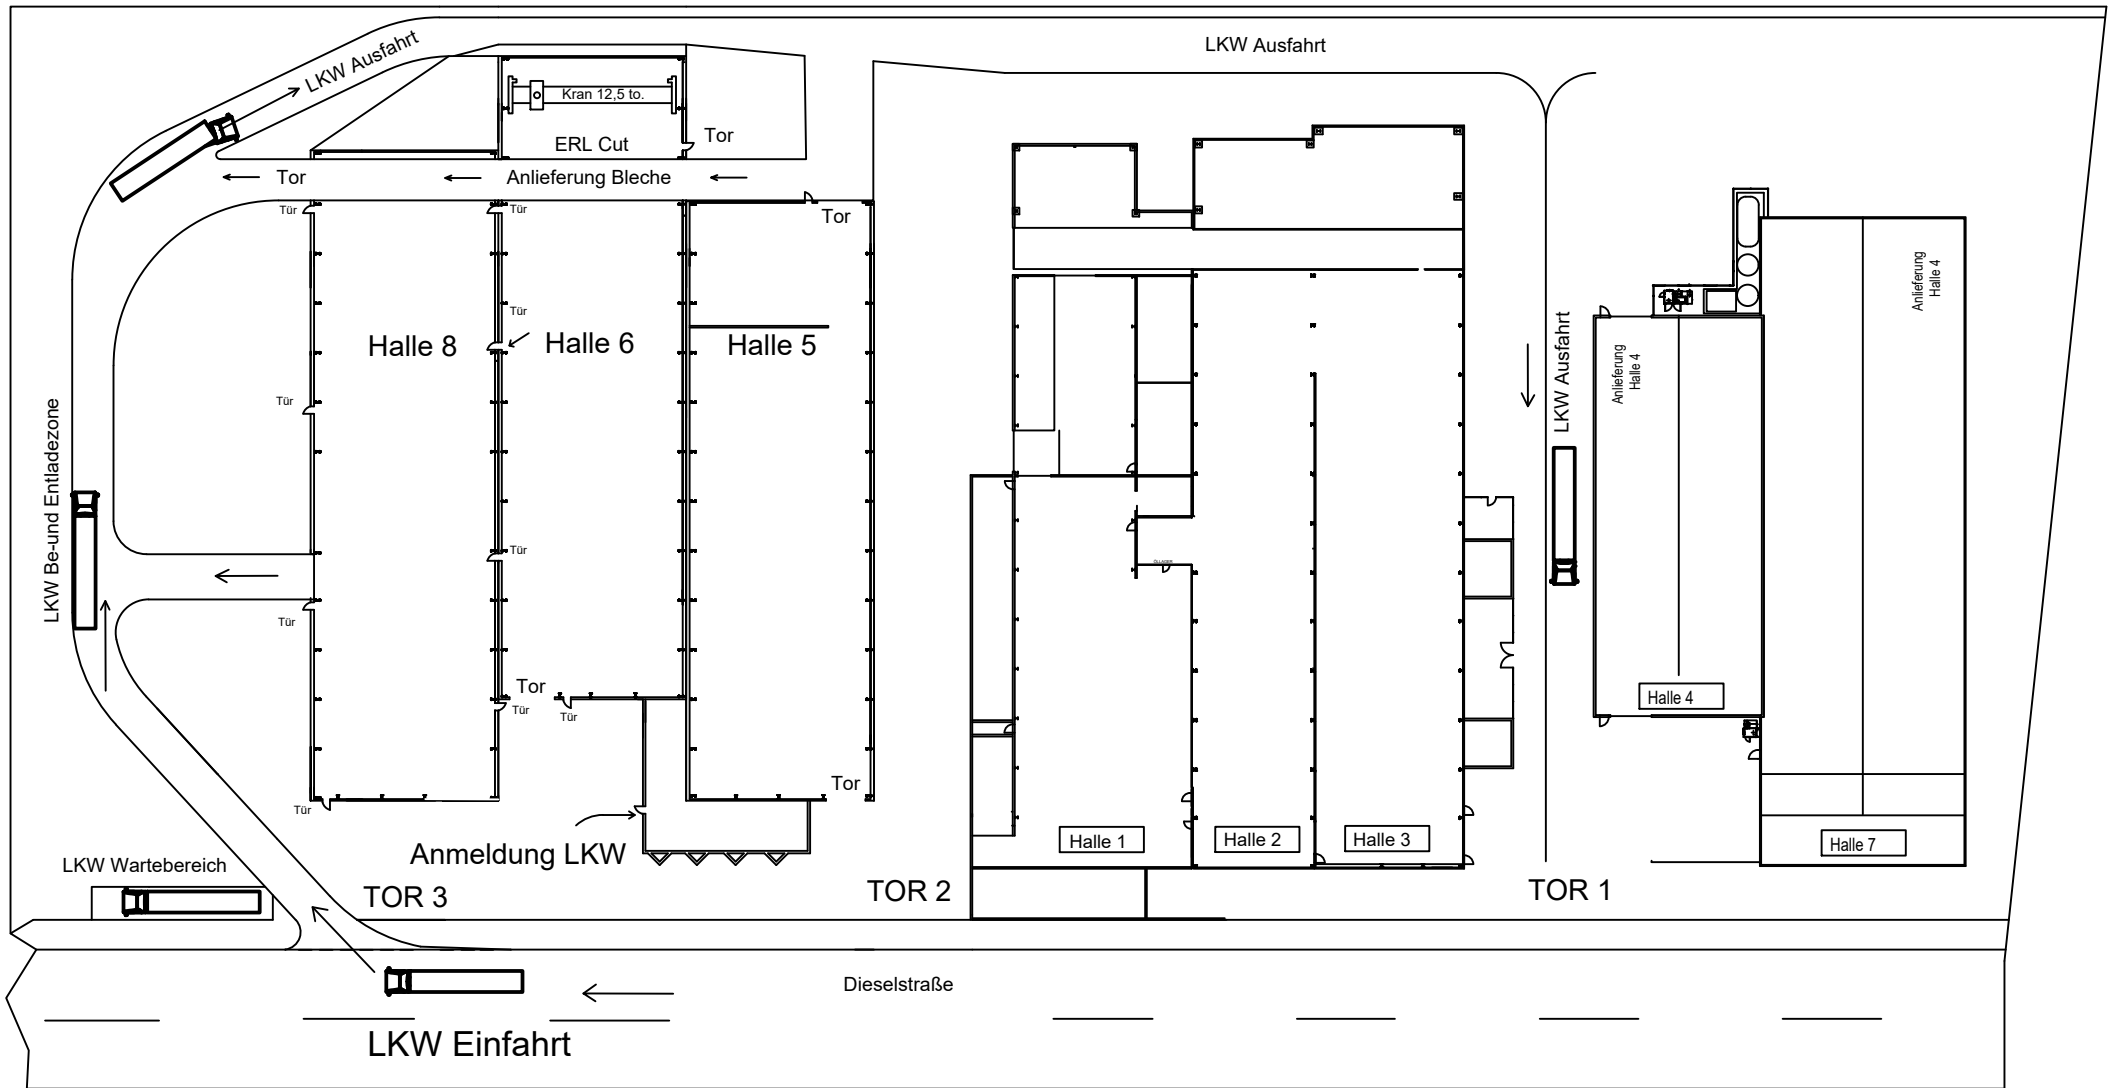 LKW Ausfahrt
LKW Ausfahrt
Kran 12,5 to.
ERL Cut
Tor
Tor
Anlieferung Bleche
Tür
Tür
Tor
Tür
Halle 8
Halle 6
Halle 5
Tür
Tür
Tür
LKW Be-und Entladezone
Tor
Tür
Tür
Tür
Tor
Anmeldung LKW
LKW Wartebereich
TOR 3
TOR 2
TOR 1
ÖLLAGER
Halle 1
Halle 2
Halle 3
LKW Ausfahrt
Anlieferung
Halle 4
Anlieferung
Halle 4
Halle 4
Halle 7
Dieselstraße
LKW Einfahrt